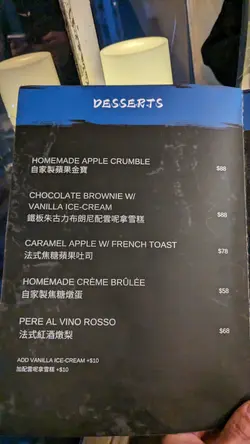 DESSERTS
HOMEMADE APPLE CRUMBLE
自家製蘋果金寶 $88
CHOCOLATE BROWNIE W/
VANILLA ICE-CREAM
鐵板朱古力布朗尼配雲呢拿雪糕 $88
CARAMEL APPLE W/ FRENCH TOAST
法式焦糖蘋果吐司 $78
HOMEMADE CRÈME BRÛLÉE
自家製焦糖燉蛋 $58
PERE AL VINO ROSSO
法式紅酒燉梨 $68
ADD VANILLA ICE-CREAM +$10
加配雲呢拿雪糕 +$10